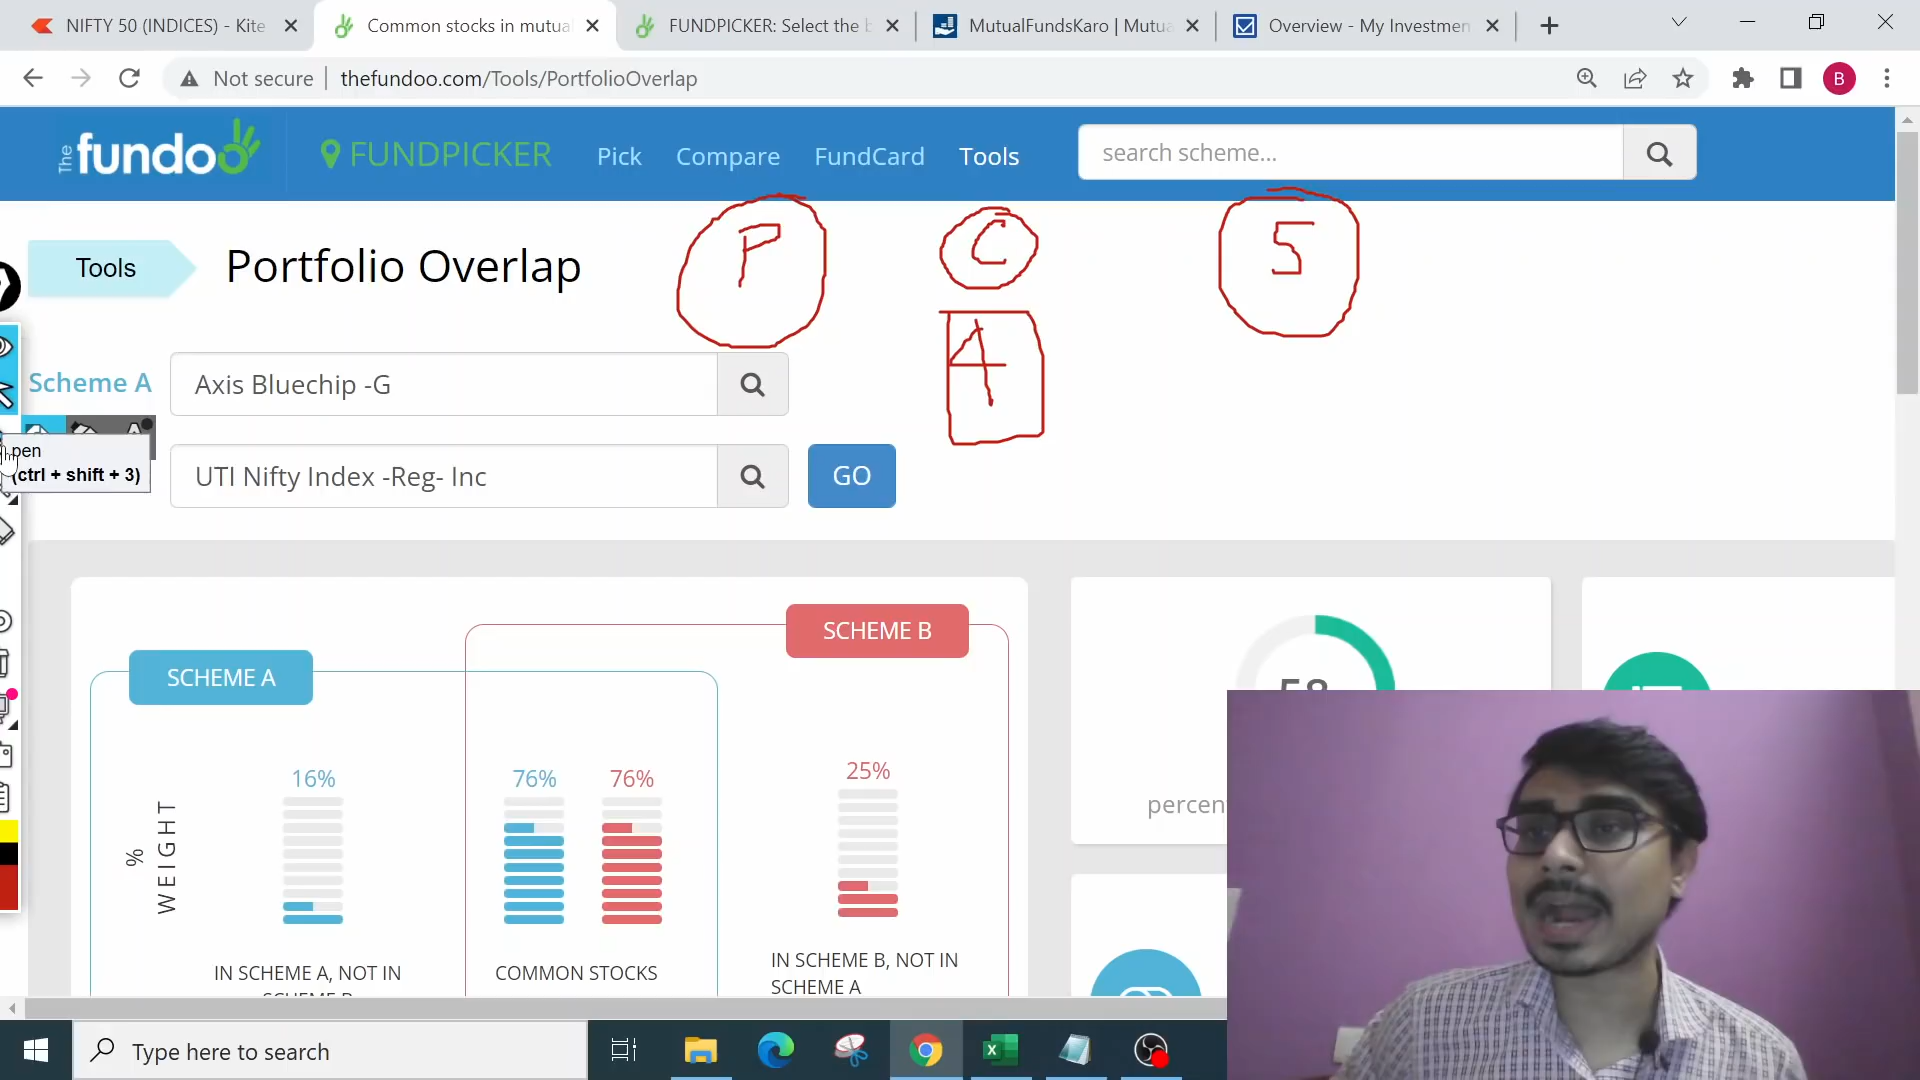 NIFTY 50 (INDICES) - Kite
Common stocks in mutua
FUNDPICKER: Select the b
MutualFundsKaro | Mutua
Overview - My Investmen
Not secure
thefundoo.com/Tools/PortfolioOverlap
B
The fundoo
FUNDPICKER
Pick
Compare
FundCard
Tools
search scheme...
Tools
Portfolio Overlap
P
C
5
4
Scheme A
Axis Bluechip -G
pen
(ctrl + shift + 3)
UTI Nifty Index -Reg- Inc
GO
SCHEME B
SCHEME A
58
16%
76%
76%
25%
% WEIGHT
percen
IN SCHEME A, NOT IN
IN SCHEME B, NOT IN
COMMON STOCKS
SCHEME A
Type here to search